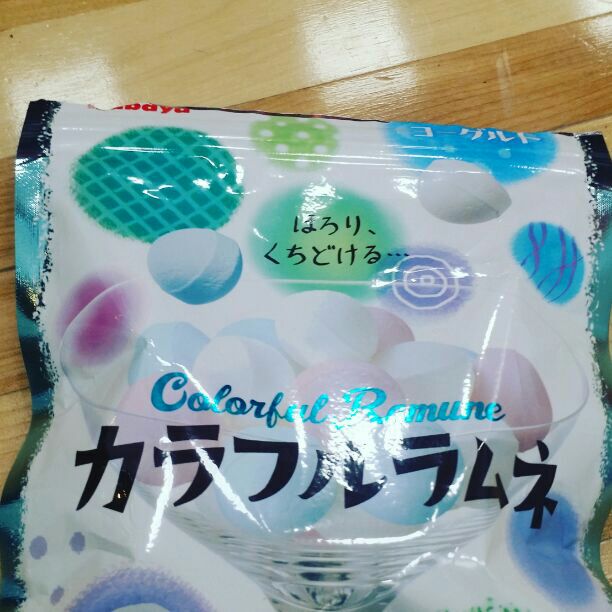 Kabaya
ヨーグルト
ほろり、
くちどける…
Colorful Ramune
カラフルラムネ